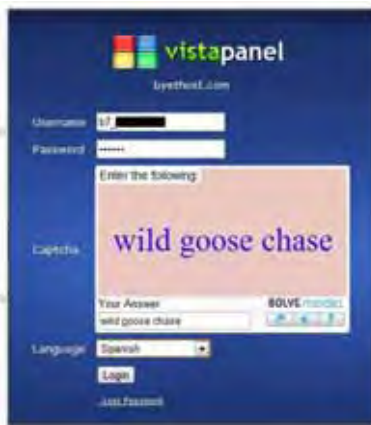 vistapanel
byethost.com
Username b7_
Password ••••••
Enter the following:
Captcha wild goose chase
Your Answer SOLVE media
wild goose chase
Language Spanish
Login
Lost Password